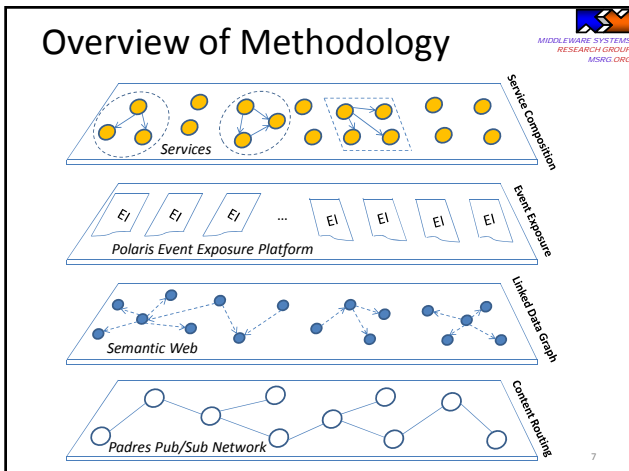 Overview of Methodology
MIDDLEWARE SYSTEMS
RESEARCH GROUP
MSRG.ORG
Services
Service Composition
EI
EI
EI
...
EI
EI
EI
EI
Polaris Event Exposure Platform
Event Exposure
Semantic Web
Linked Data Graph
Padres Pub/Sub Network
Content Routing
7